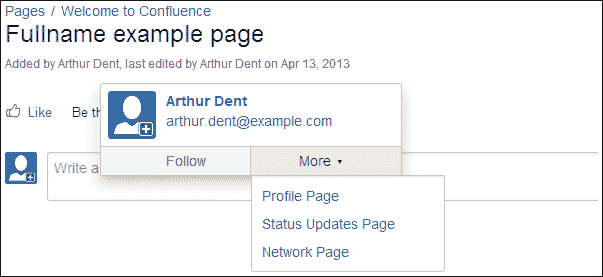 Pages / Welcome to Confluence
Fullname example page
Added by Arthur Dent, last edited by Arthur Dent on Apr 13, 2013
Arthur Dent
arthur.dent@example.com
Like Be th
Follow More
Write a
Profile Page
Status Updates Page
Network Page